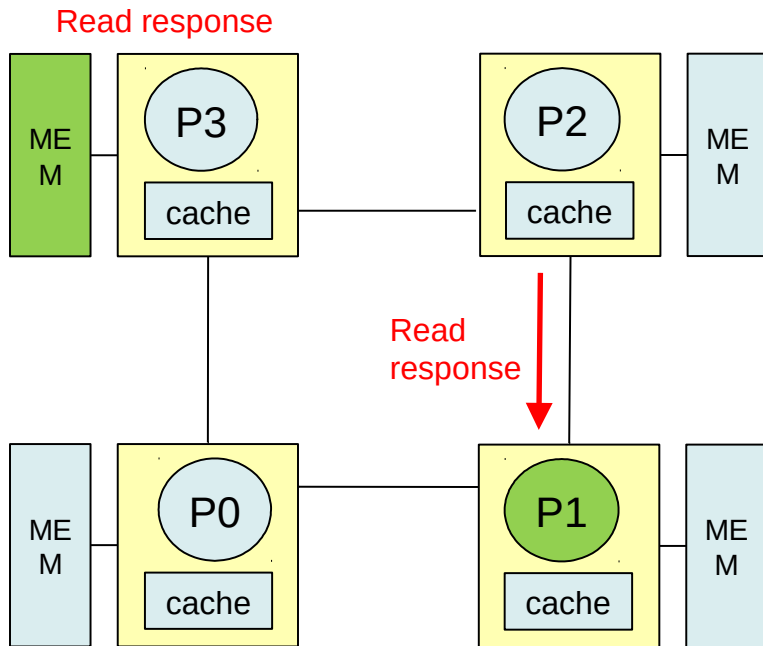 Read response
ME
M
P3
cache
P2
cache
ME
M
Read
response
ME
M
P0
cache
P1
cache
ME
M